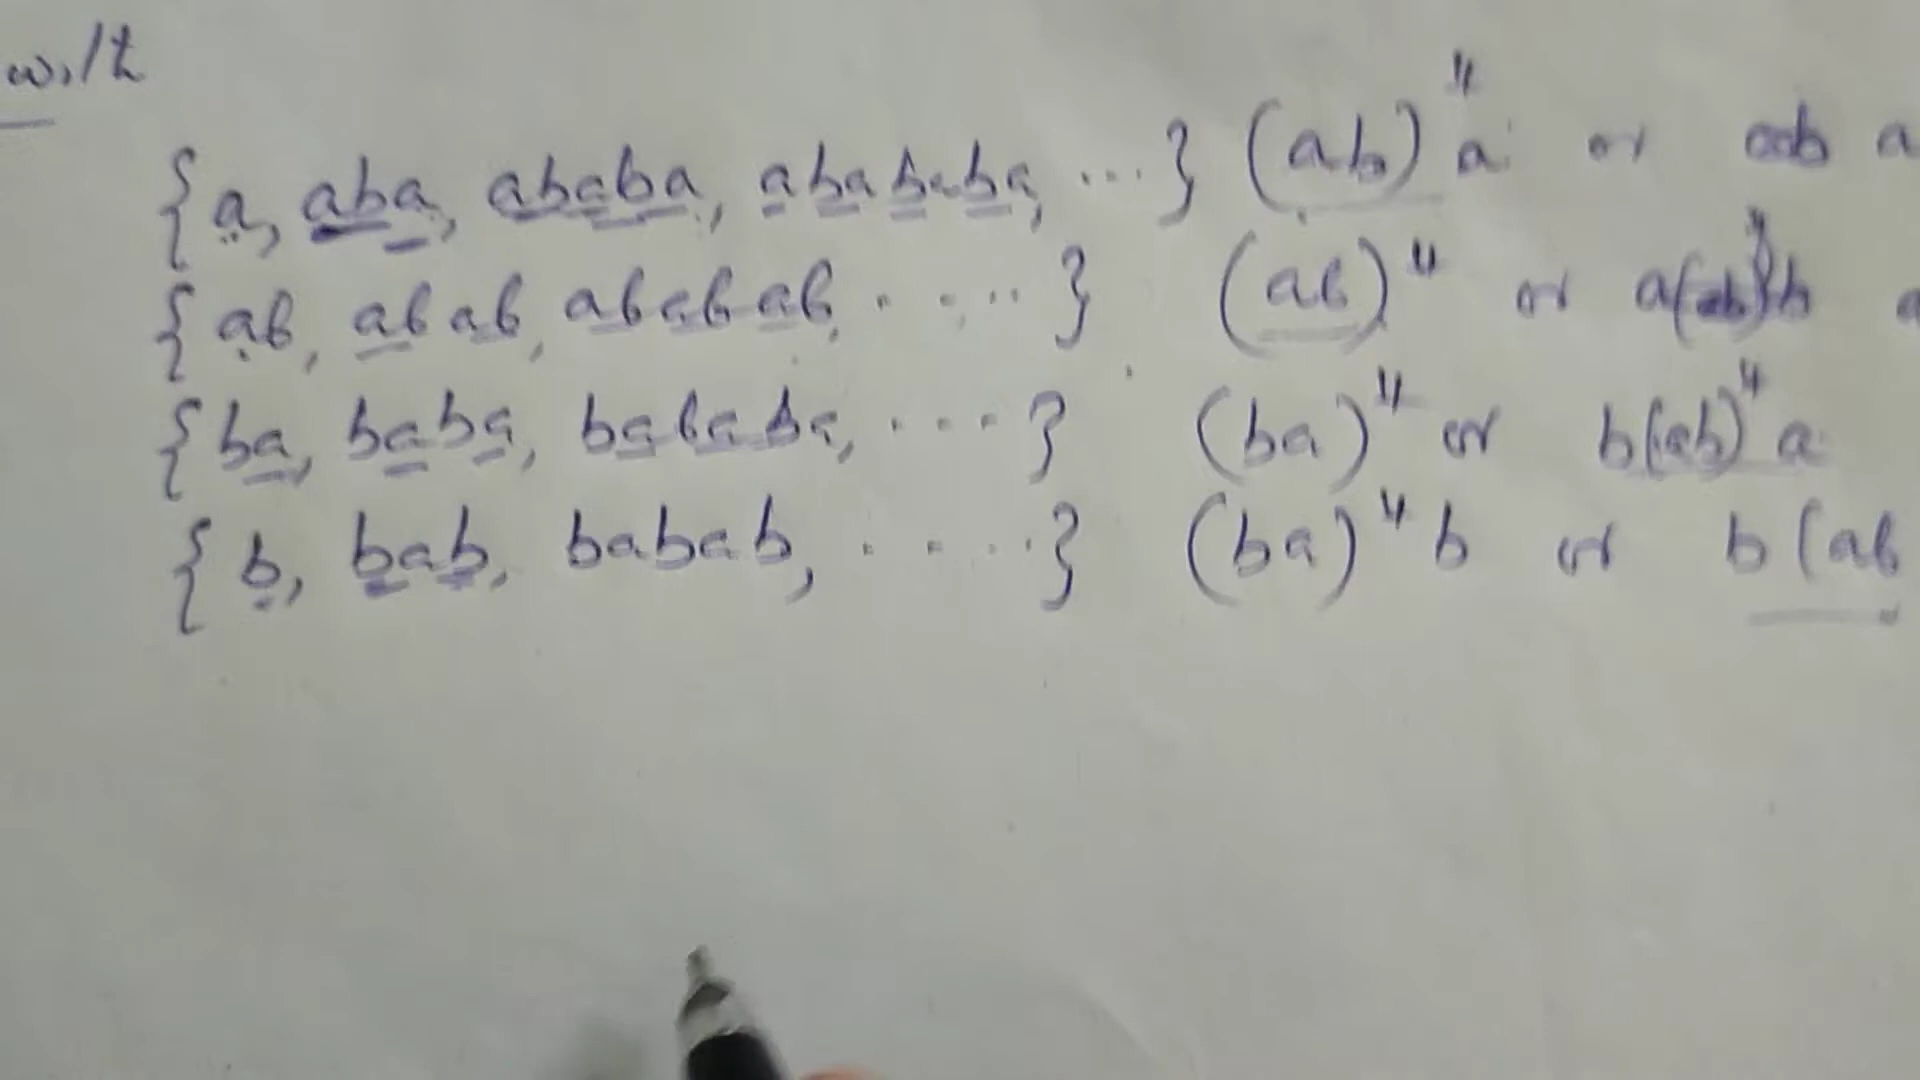 with
{a, aba, ababa, abababa, ...} (ab)* a or a
{ab, abab, ababab, ....} (ab)* or a(ab)*b a
{ba, baba, bababa, ....} (ba)* or b(ab)* a
{b, bab, babab, .....} (ba)* b or b(ab